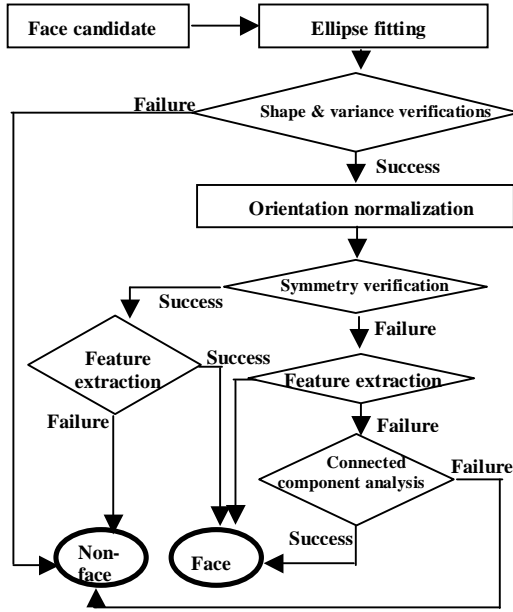 Face candidate
Ellipse fitting
Failure
Shape & variance verifications
Success
Orientation normalization
Symmetry verification
Success
Failure
Feature
extraction
Success
Feature extraction
Failure
Failure
Connected
component analysis
Failure
Success
Non-
face
Face